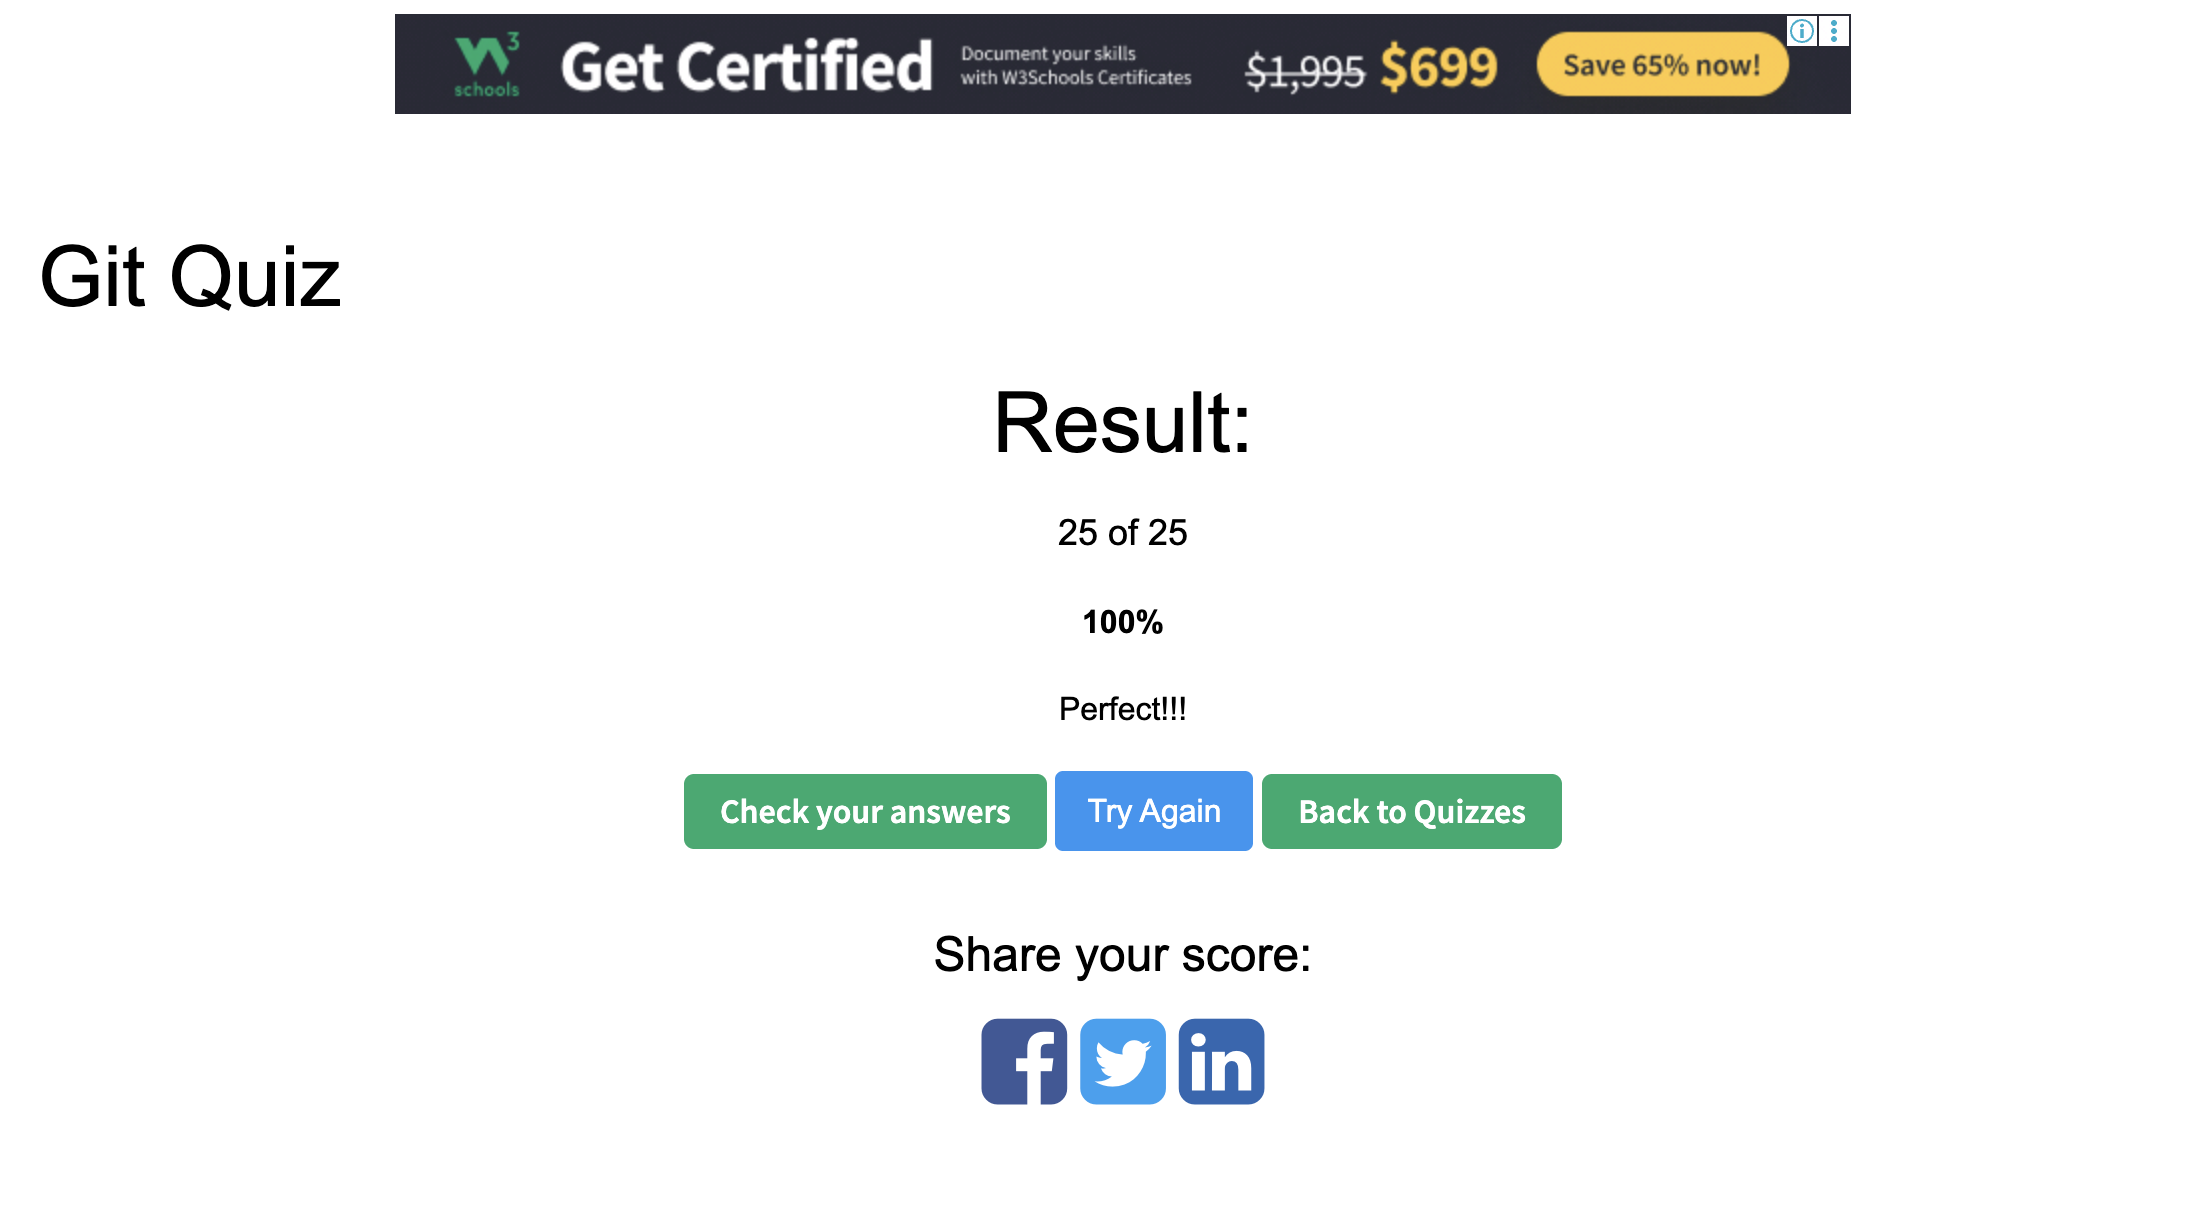 W3 schools
Get Certified
Document your skills
with W3Schools Certificates
$1,995 $699
Save 65% now!
Git Quiz
Result:
25 of 25
100%
Perfect!!!
Check your answers Try Again Back to Quizzes
Share your score:
f in